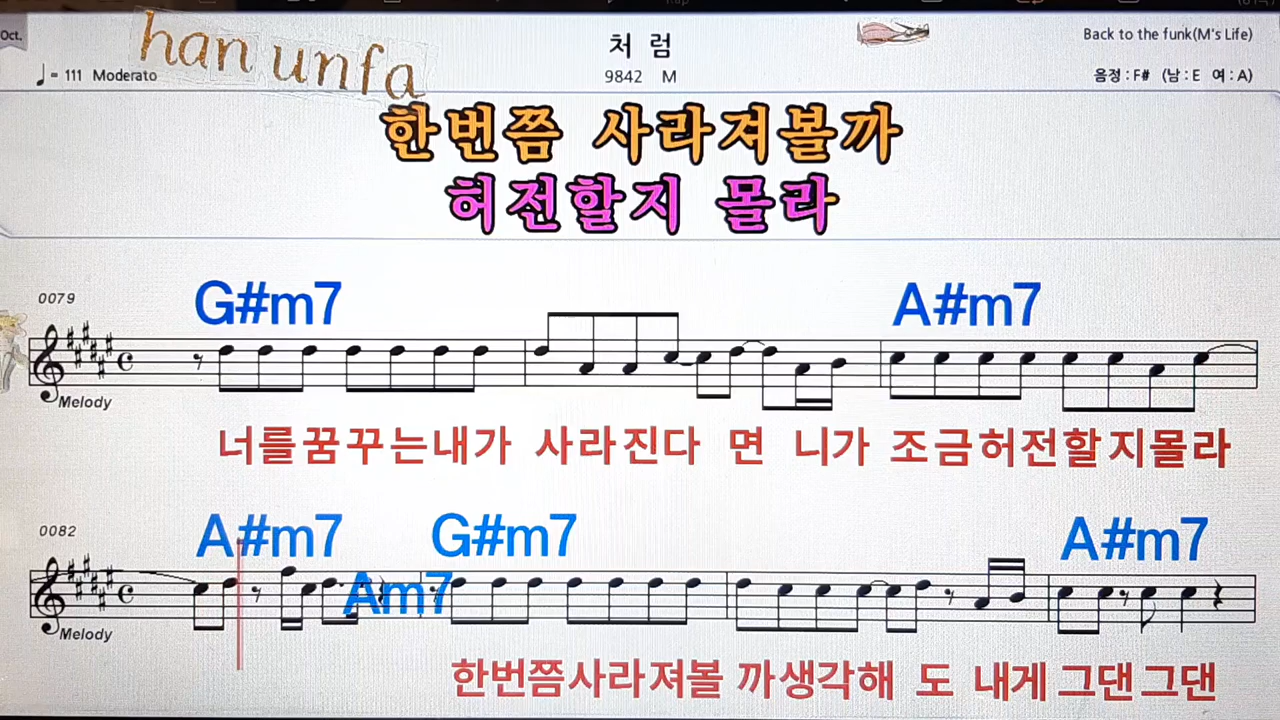 Oct.
han unfa
처 럼
Back to the funk(M's Life)
♩= 111 Moderato
9842 M
음정 : F# (남 : E 여 : A)
한번쯤 사라져볼까
허전할지 몰라
0079
G#m7 A#m7
Melody
너를꿈꾸는내가 사라진다 면 니가 조금허전할지몰라
0082
A#m7 G#m7 A#m7
Am7
Melody
한번쯤사라져볼 까생각해 도 내게 그댄그댄